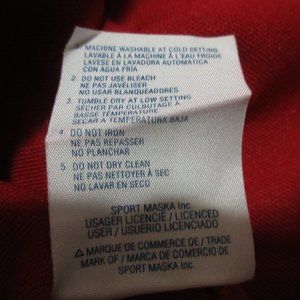 1. MACHINE WASHABLE AT COLD SETTING
LAVABLE À LA MACHINE À L'EAU FROIDE
LAVESE EN LAVADORA AUTOMATICA
CON AGUA FRÍA
2. DO NOT USE BLEACH
NE PAS JAVÉLISER
NO USAR BLANQUEADORES
3. TUMBLE DRY AT LOW SETTING
SÉCHER PAR CULBUTAGE À
BASSE TEMPÉRATURE
SECAR A TEMPERATURA BAJA
4. DO NOT IRON
NE PAS REPASSER
NO PLANCHAR
5. DO NOT DRY CLEAN
NE PAS NETTOYER À SEC
NO LAVAR EN SECO
SPORT MASKA Inc.
USAGER LICENCIÉ / LICENCED
USER / USUERIO LICENCIADO
△ MARQUE DE COMMERCE DE / TRADE
MARK OF / MARCA DE COMERCIO DE
SPORT MASKA Inc.